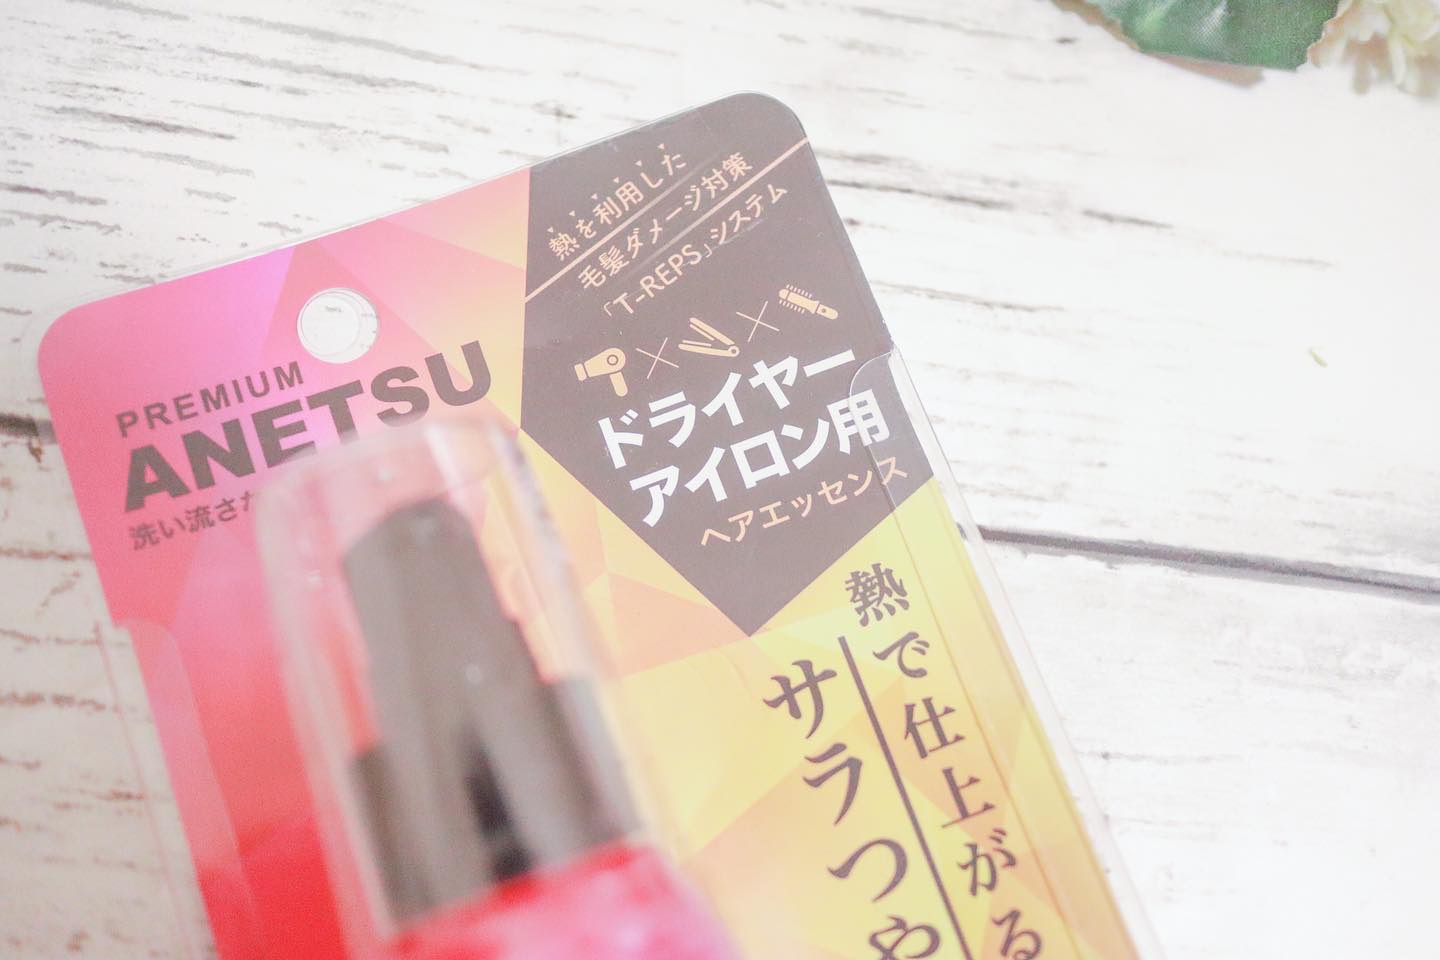 PREMIUM
ANETSU
洗い流さ
熱を利用した
毛髪ダメージ対策
「T-REPS」システム
ドライヤー
アイロン用
ヘアエッセンス
熱で仕上がる
サラつや